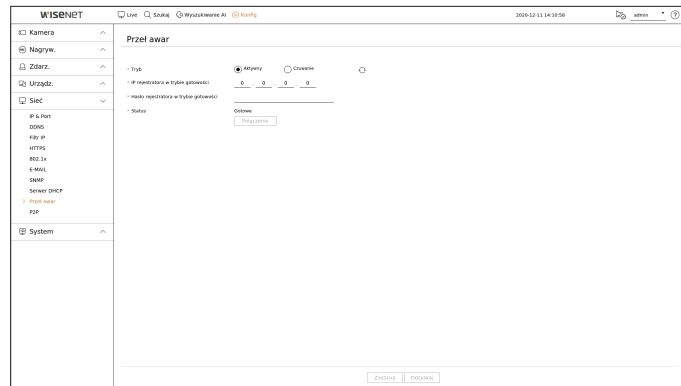 WISENET
Live Szukaj Wyszukiwanie AI Konfig 2020-12-11 14:10:58 admin
Kamera
Nagryw.
Zdarz.
Urządz.
Sieć
IP & Port
DDNS
Filtr IP
HTTPS
802.1x
E-MAIL
SNMP
Serwer DHCP
Przeł awar
P2P
System
Przeł awar
Tryb Aktywny Czuwanie
IP rejestratora w trybie gotowości 0 . 0 . 0 . 0
Hasło rejestratora w trybie gotowości
Status Gotowe
Połączenie
Zastosuj Odzyskaj